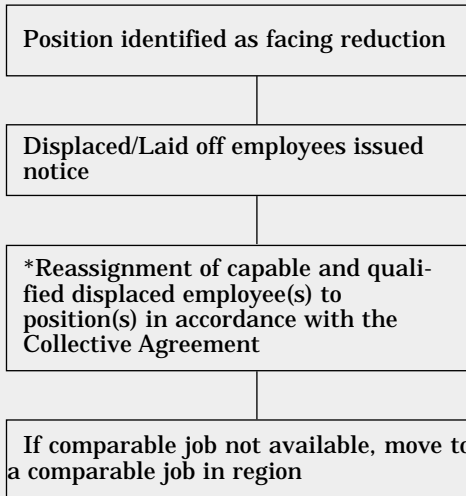 Position identified as facing reduction
Displaced/Laid off employees issued
notice
*Reassignment of capable and quali-
fied displaced employee(s) to
position(s) in accordance with the
Collective Agreement
If comparable job not available, move to
a comparable job in region